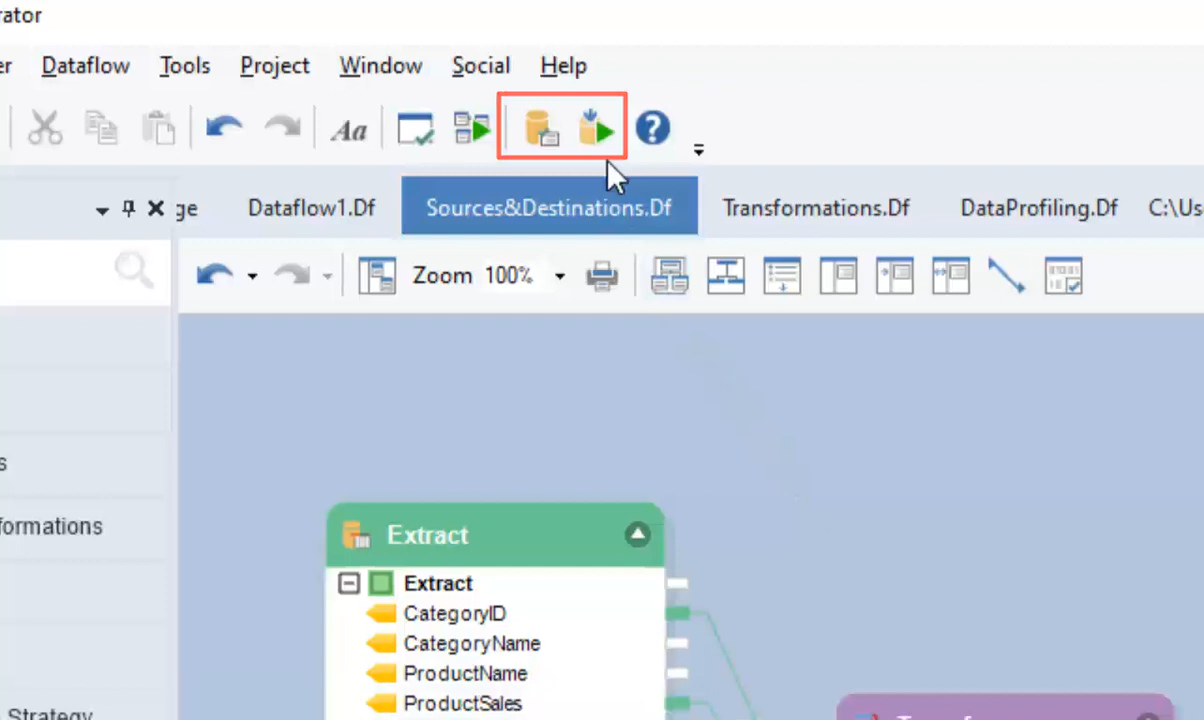 rator
er Dataflow Tools Project Window Social Help
Aa
ge Dataflow1.Df Sources&Destinations.Df Transformations.Df DataProfiling.Df C:\Us
Zoom 100%
Extract
Extract
CategoryID
s
CategoryName
formations
ProductName
ProductSales
Strategy